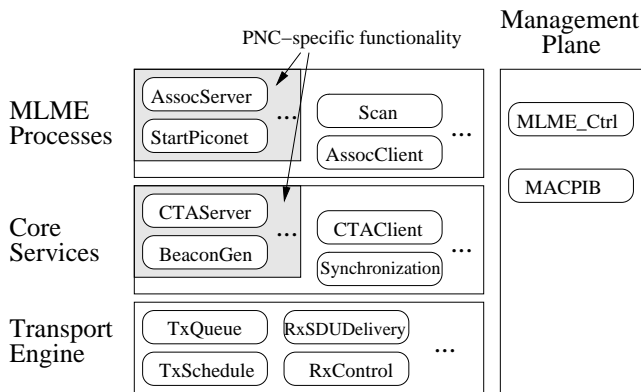 Management
Plane
PNC−specific functionality
MLME
Processes
AssocServer
StartPiconet
...
Scan
AssocClient
...
MLME_Ctrl
MACPIB
Core
Services
CTAServer
BeaconGen
...
CTAClient
Synchronization
...
Transport
Engine
TxQueue
RxSDUDelivery
TxSchedule
RxControl
...